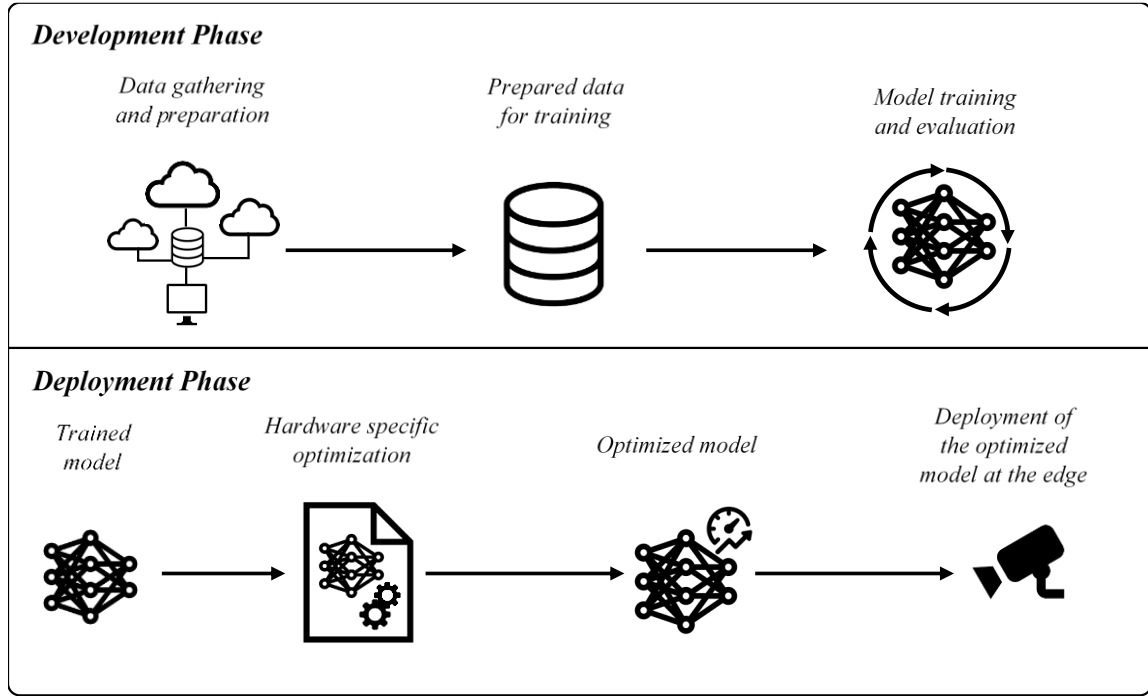 Development Phase
Data gathering
and preparation
Prepared data
for training
Model training
and evaluation
Deployment Phase
Trained
model
Hardware specific
optimization
Optimized model
Deployment of
the optimized
model at the edge